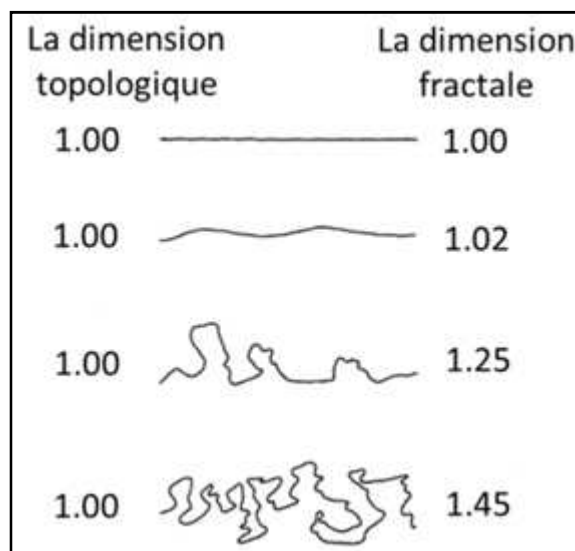 La dimension topologique
La dimension fractale
1.00 1.00
1.00 1.02
1.00 1.25
1.00 1.45